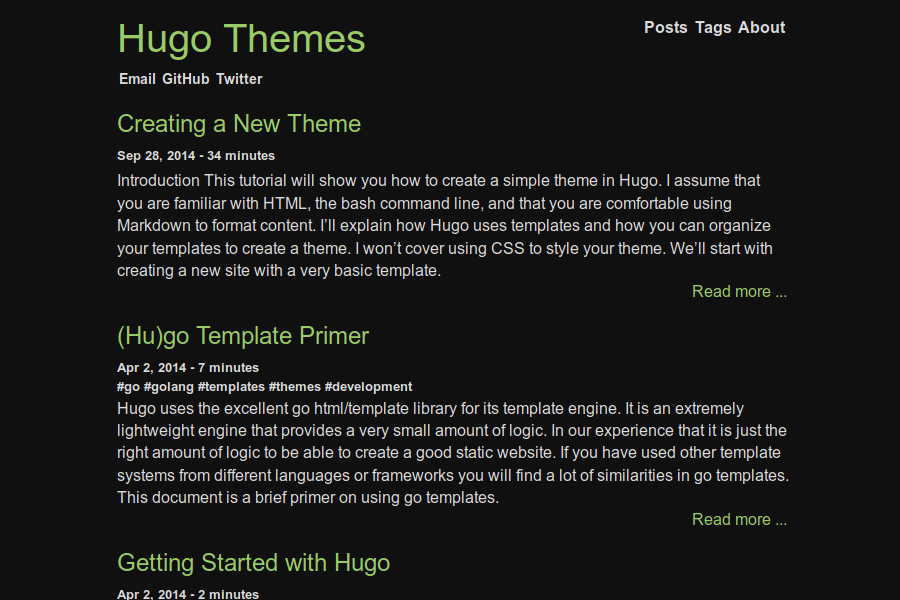 Hugo Themes
Posts Tags About
Email GitHub Twitter
Creating a New Theme
Sep 28, 2014 - 34 minutes
Introduction This tutorial will show you how to create a simple theme in Hugo. I assume that
you are familiar with HTML, the bash command line, and that you are comfortable using
Markdown to format content. I’ll explain how Hugo uses templates and how you can organize
your templates to create a theme. I won’t cover using CSS to style your theme. We’ll start with
creating a new site with a very basic template.
Read more ...
(Hu)go Template Primer
Apr 2, 2014 - 7 minutes
#go #golang #templates #themes #development
Hugo uses the excellent go html/template library for its template engine. It is an extremely
lightweight engine that provides a very small amount of logic. In our experience that it is just the
right amount of logic to be able to create a good static website. If you have used other template
systems from different languages or frameworks you will find a lot of similarities in go templates.
This document is a brief primer on using go templates.
Read more ...
Getting Started with Hugo
Apr 2, 2014 - 2 minutes